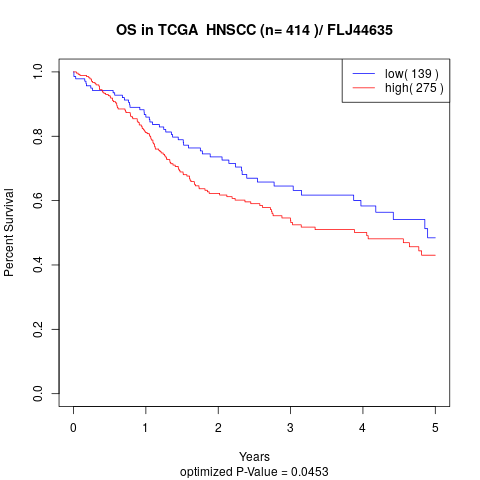 OS in TCGA  HNSCC (n= 414 )/ FLJ44635
low( 139 )
high( 275 )
Percent Survival
1.0
0.8
0.6
0.4
0.2
0.0
0 1 2 3 4 5
Years
optimized P-Value = 0.0453